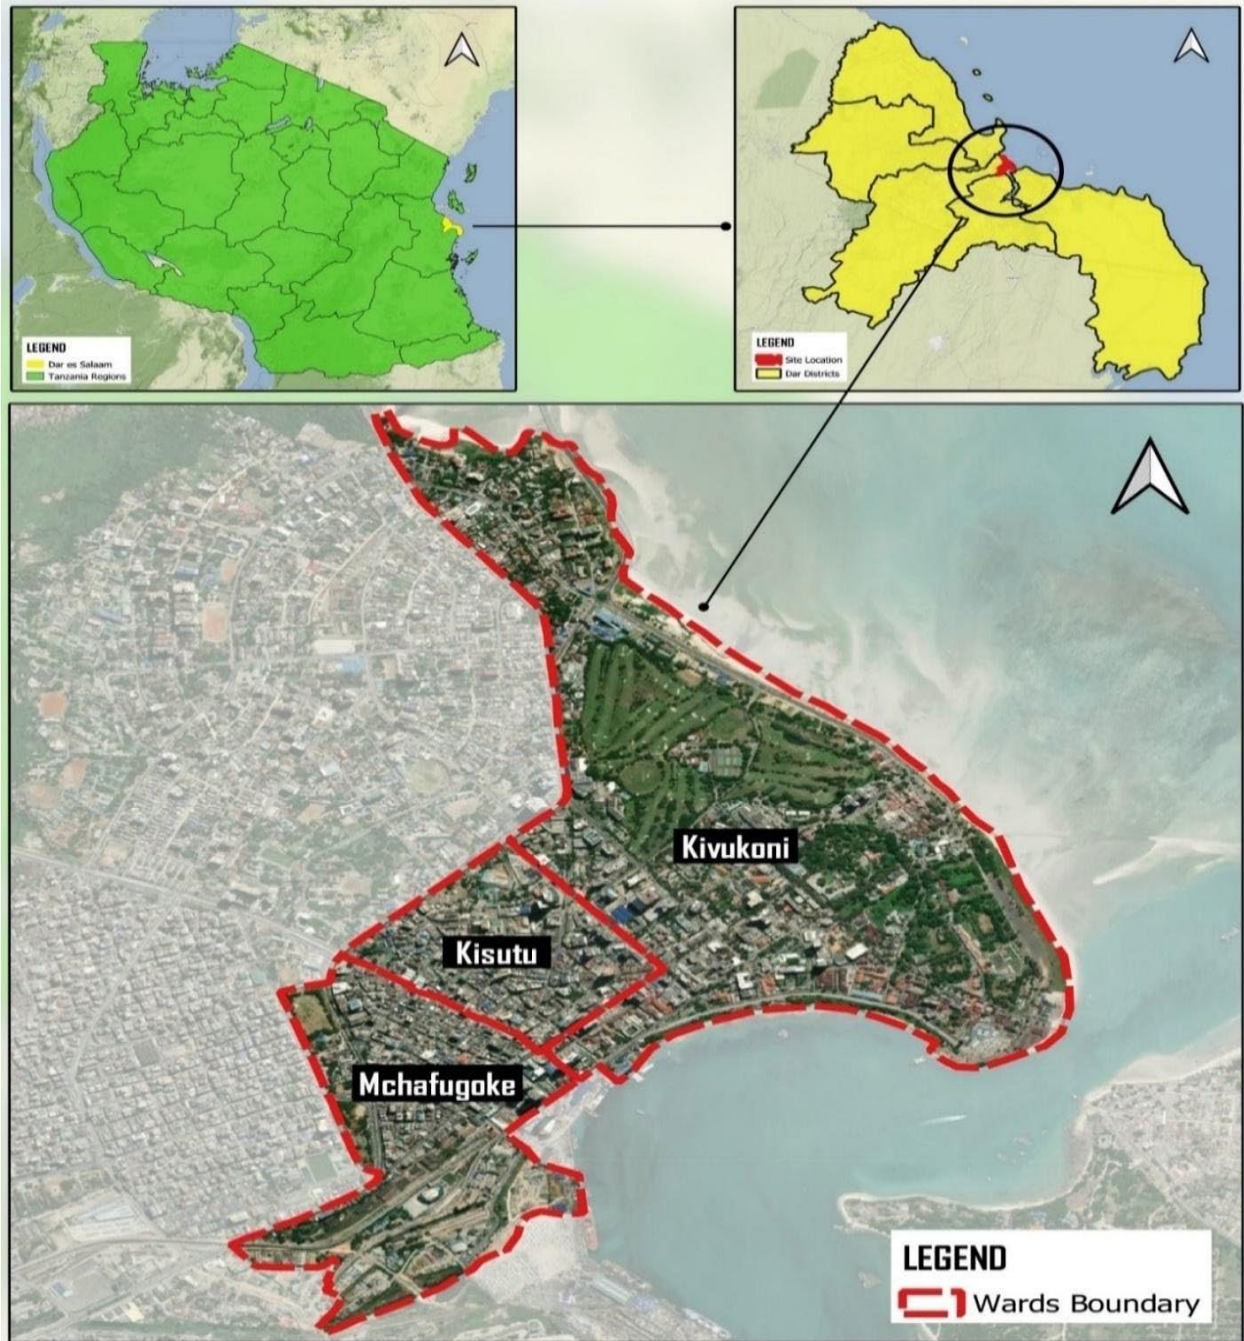 LEGEND
Dar es Salaam
Tanzania Regions
LEGEND
Site Location
Dar Districts
Kivukoni
Kisutu
Mchafugoke
LEGEND
Wards Boundary